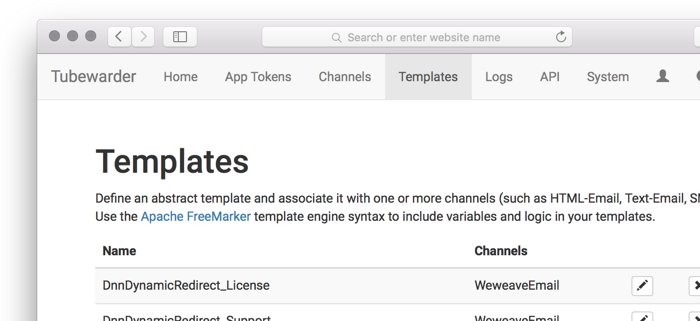 Search or enter website name
Tubewarder Home App Tokens Channels Templates Logs API System
Templates
Define an abstract template and associate it with one or more channels (such as HTML-Email, Text-Email,
Use the Apache FreeMarker template engine syntax to include variables and logic in your templates.
Name Channels
DnnDynamicRedirect_License WeweaveEmail
DnnDynamicRedirect_Support WeweaveEmail